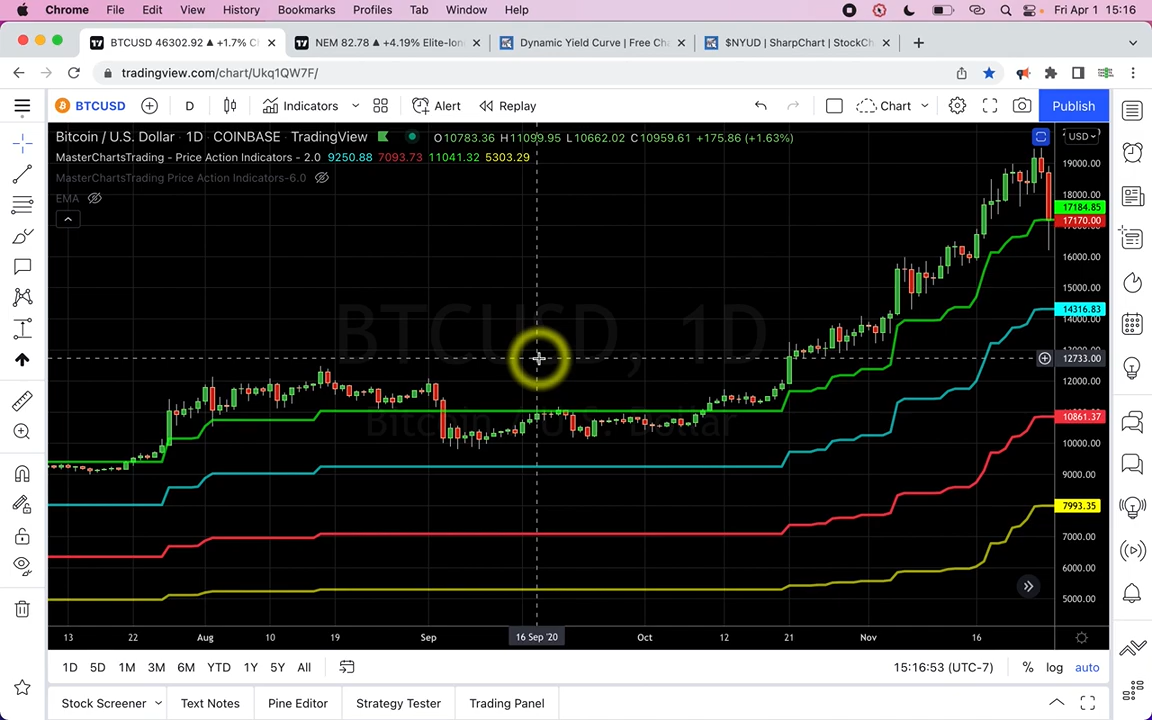 Chrome File Edit View History Bookmarks Profiles Tab Window Help Fri Apr 1 15:16
BTCUSD 46302.92 ▲ +1.7% C
NEM 82.78 ▲ +4.19% Elite-lon
Dynamic Yield Curve | Free Cha
$NYUD | SharpChart | StockCh
tradingview.com/chart/Ukq1QW7F/
BTCUSD D Indicators Alert Replay Chart Publish
Bitcoin / U.S. Dollar · 1D · COINBASE · TradingView O10783.36 H11099.95 L10662.02 C10959.61 +175.86 (+1.63%)
USD
MasterChartsTrading - Price Action Indicators - 2.0 9250.88 7093.73 11041.32 5303.29
MasterChartsTrading Price Action Indicators-6.0
EMA
BTCUSD, 1D
Bitcoin / U.S. Dollar
19000.00
18000.00
17184.85
17170.00
16000.00
15000.00
14316.83
14000.00
12733.00
12000.00
10861.37
10000.00
9000.00
7993.35
7000.00
6000.00
5000.00
13 22 Aug 10 19 Sep 16 Sep '20 Oct 12 21 Nov 16
1D 5D 1M 3M 6M YTD 1Y 5Y All 15:16:53 (UTC-7) % log auto
Stock Screener Text Notes Pine Editor Strategy Tester Trading Panel